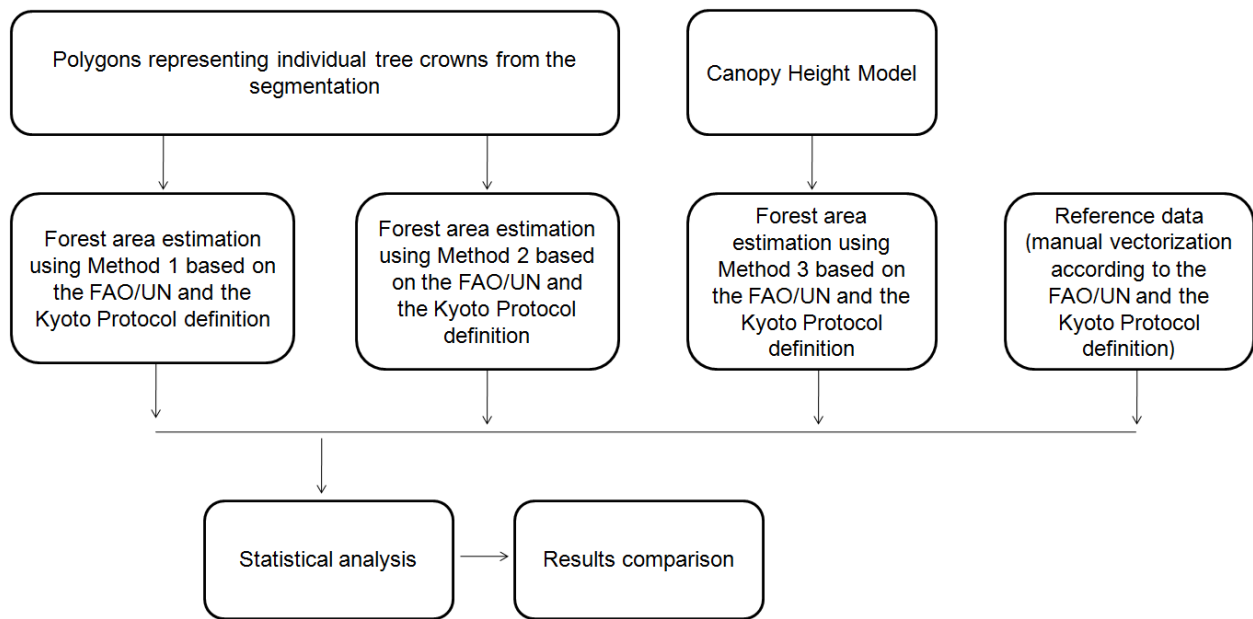 Polygons representing individual tree crowns from the
segmentation
Canopy Height Model
Forest area estimation
using Method 1 based on
the FAO/UN and the
Kyoto Protocol definition
Forest area estimation
using Method 2 based
on the FAO/UN and
the Kyoto Protocol
definition
Forest area
estimation using
Method 3 based on
the FAO/UN and the
Kyoto Protocol
definition
Reference data
(manual vectorization
according to the
FAO/UN and the
Kyoto Protocol
definition)
Statistical analysis
Results comparison